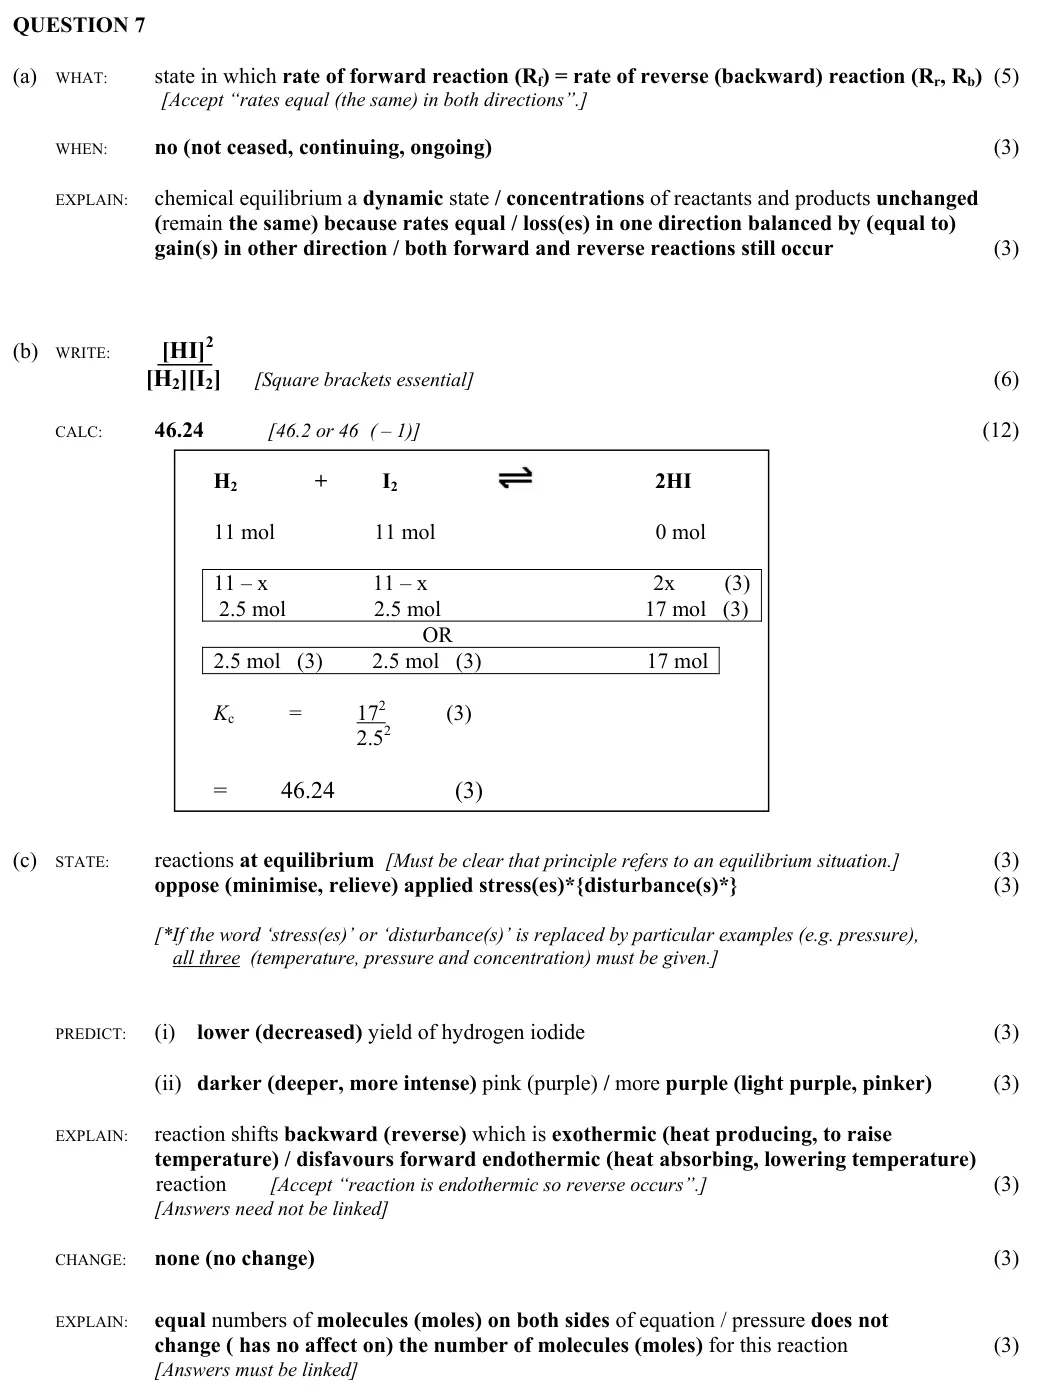 QUESTION 7
(a) WHAT: state in which rate of forward reaction (Rf) = rate of reverse (backward) reaction (Rr, Rb) (5)
[Accept “rates equal (the same) in both directions”.]
WHEN: no (not ceased, continuing, ongoing) (3)
EXPLAIN: chemical equilibrium a dynamic state / concentrations of reactants and products unchanged
(remain the same) because rates equal / loss(es) in one direction balanced by (equal to)
gain(s) in other direction / both forward and reverse reactions still occur (3)
(b) WRITE: [HI]²
[H₂][I₂] [Square brackets essential] (6)
CALC: 46.24 [46.2 or 46 ( – 1)] (12)
H₂ + I₂ ⇌ 2HI
11 mol 11 mol 0 mol
11 – x 11 – x 2x (3)
2.5 mol 2.5 mol 17 mol (3)
OR
2.5 mol (3) 2.5 mol (3) 17 mol
Kc = 17² (3)
2.5²
= 46.24 (3)
(c) STATE: reactions at equilibrium [Must be clear that principle refers to an equilibrium situation.] (3)
oppose (minimise, relieve) applied stress(es)*{disturbance(s)*} (3)
[*If the word ‘stress(es)’ or ‘disturbance(s)’ is replaced by particular examples (e.g. pressure),
all three (temperature, pressure and concentration) must be given.]
PREDICT: (i) lower (decreased) yield of hydrogen iodide (3)
(ii) darker (deeper, more intense) pink (purple) / more purple (light purple, pinker) (3)
EXPLAIN: reaction shifts backward (reverse) which is exothermic (heat producing, to raise
temperature) / disfavours forward endothermic (heat absorbing, lowering temperature)
reaction [Accept “reaction is endothermic so reverse occurs”.] (3)
[Answers need not be linked]
CHANGE: none (no change) (3)
EXPLAIN: equal numbers of molecules (moles) on both sides of equation / pressure does not
change ( has no affect on) the number of molecules (moles) for this reaction (3)
[Answers must be linked]